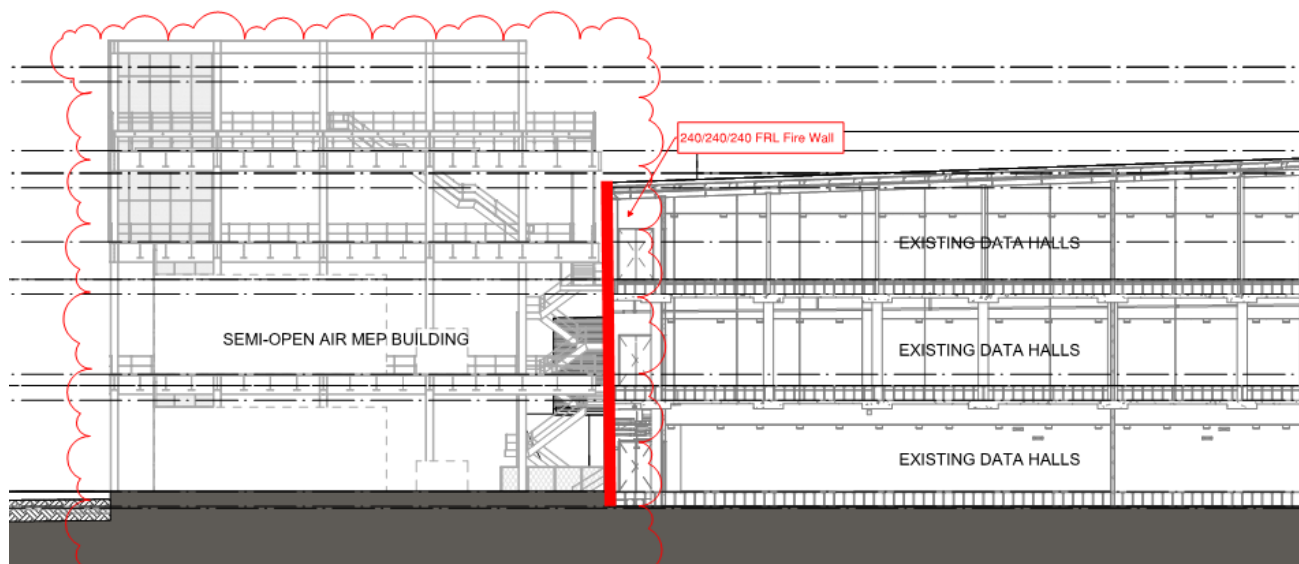 240/240/240 FRL Fire Wall
EXISTING DATA HALLS
SEMI-OPEN AIR MEP BUILDING
EXISTING DATA HALLS
EXISTING DATA HALLS